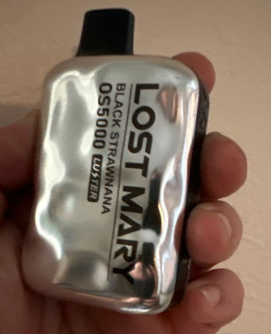 LOST MARY
BLACK STRAWNANA
OS5000 LUSTER